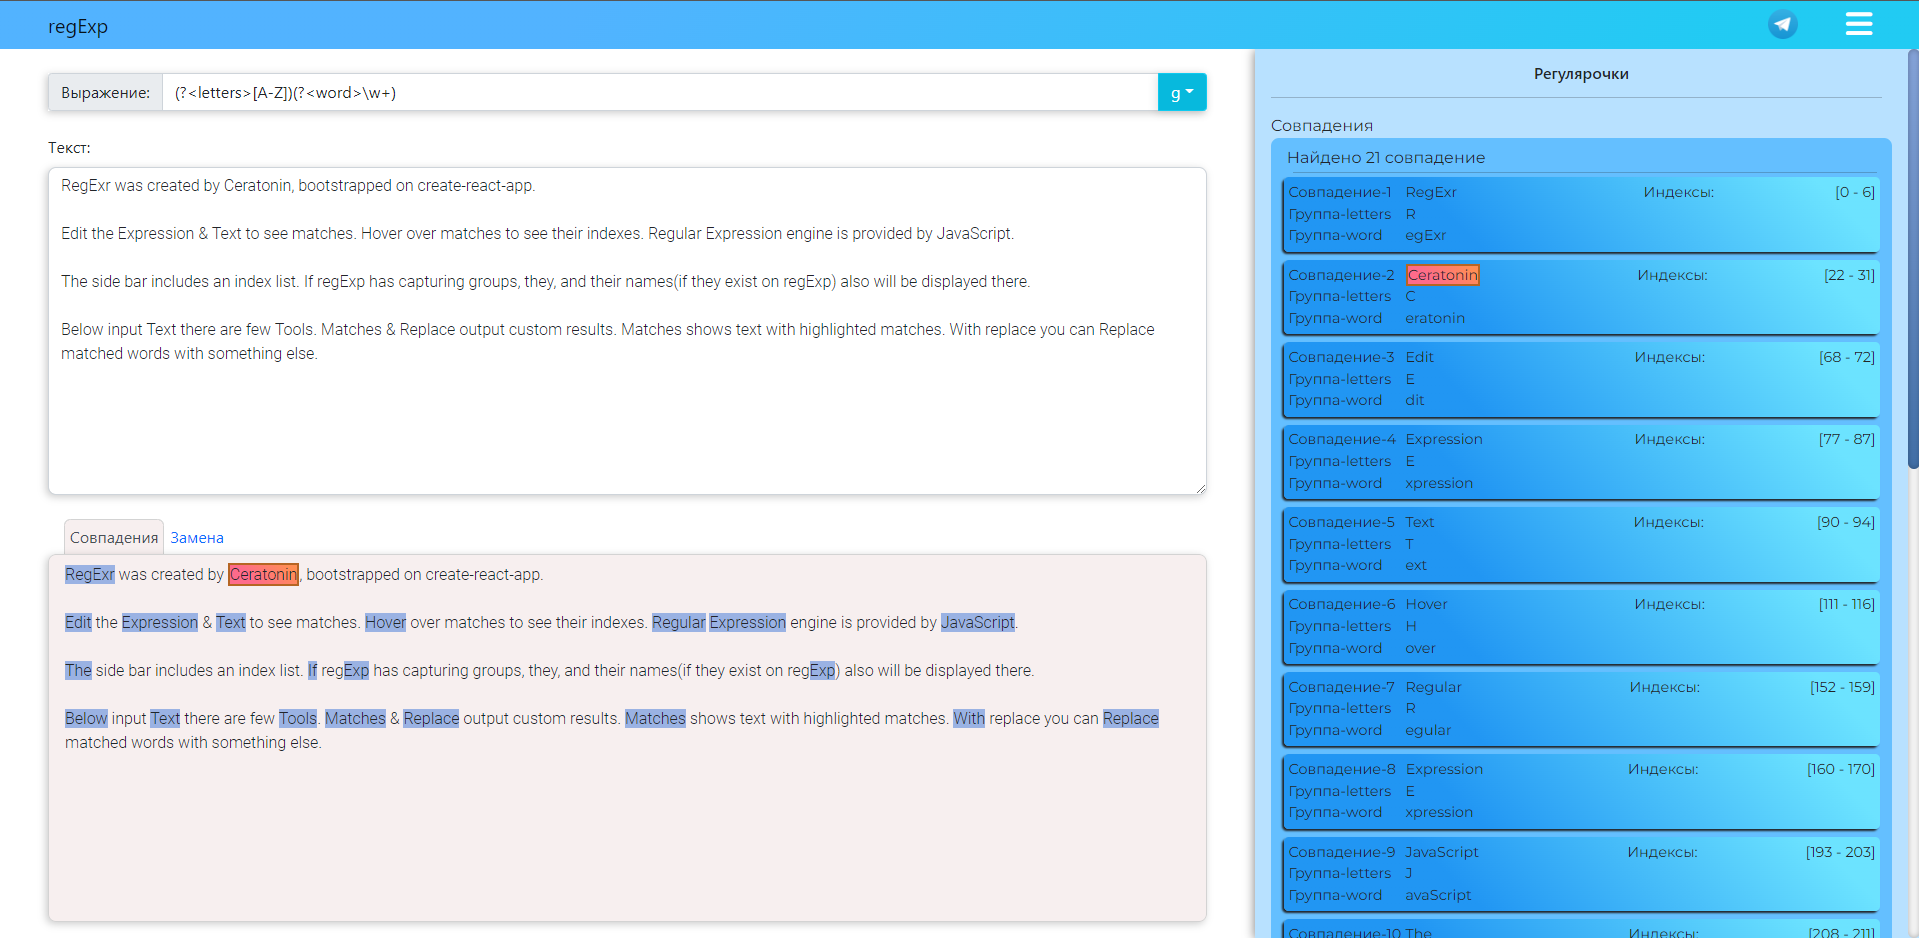 regExp
Выражение: (?<letters>[A-Z])(?<word>\w+) g
Текст:
RegExr was created by Ceratonin, bootstrapped on create-react-app.
Edit the Expression & Text to see matches. Hover over matches to see their indexes. Regular Expression engine is provided by JavaScript.
The side bar includes an index list. If regExp has capturing groups, they, and their names(if they exist on regExp) also will be displayed there.
Below input Text there are few Tools. Matches & Replace output custom results. Matches shows text with highlighted matches. With replace you can Replace
matched words with something else.
Совпадения Замена
RegExr was created by Ceratonin, bootstrapped on create-react-app.
Edit the Expression & Text to see matches. Hover over matches to see their indexes. Regular Expression engine is provided by JavaScript.
The side bar includes an index list. If regExp has capturing groups, they, and their names(if they exist on regExp) also will be displayed there.
Below input Text there are few Tools. Matches & Replace output custom results. Matches shows text with highlighted matches. With replace you can Replace
matched words with something else.
Регулярочки
Совпадения
Найдено 21 совпадение
Совпадение-1 RegExr Индексы: [0 - 6]
Группа-letters R
Группа-word egExr
Совпадение-2 Ceratonin Индексы: [22 - 31]
Группа-letters C
Группа-word eratonin
Совпадение-3 Edit Индексы: [68 - 72]
Группа-letters E
Группа-word dit
Совпадение-4 Expression Индексы: [77 - 87]
Группа-letters E
Группа-word xpression
Совпадение-5 Text Индексы: [90 - 94]
Группа-letters T
Группа-word ext
Совпадение-6 Hover Индексы: [111 - 116]
Группа-letters H
Группа-word over
Совпадение-7 Regular Индексы: [152 - 159]
Группа-letters R
Группа-word egular
Совпадение-8 Expression Индексы: [160 - 170]
Группа-letters E
Группа-word xpression
Совпадение-9 JavaScript Индексы: [193 - 203]
Группа-letters J
Группа-word avaScript
Совпадение-10 The Индексы: [208 - 211]